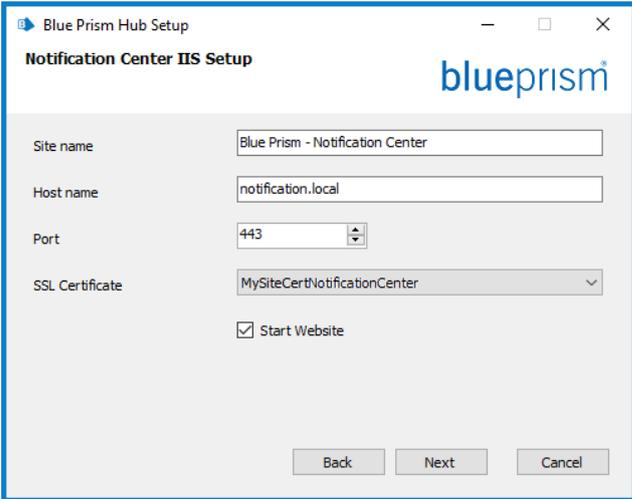 Blue Prism Hub Setup
Notification Center IIS Setup
blueprism®
Site name Blue Prism - Notification Center
Host name notification.local
Port 443
SSL Certificate MySiteCertNotificationCenter
Start Website
Back Next Cancel